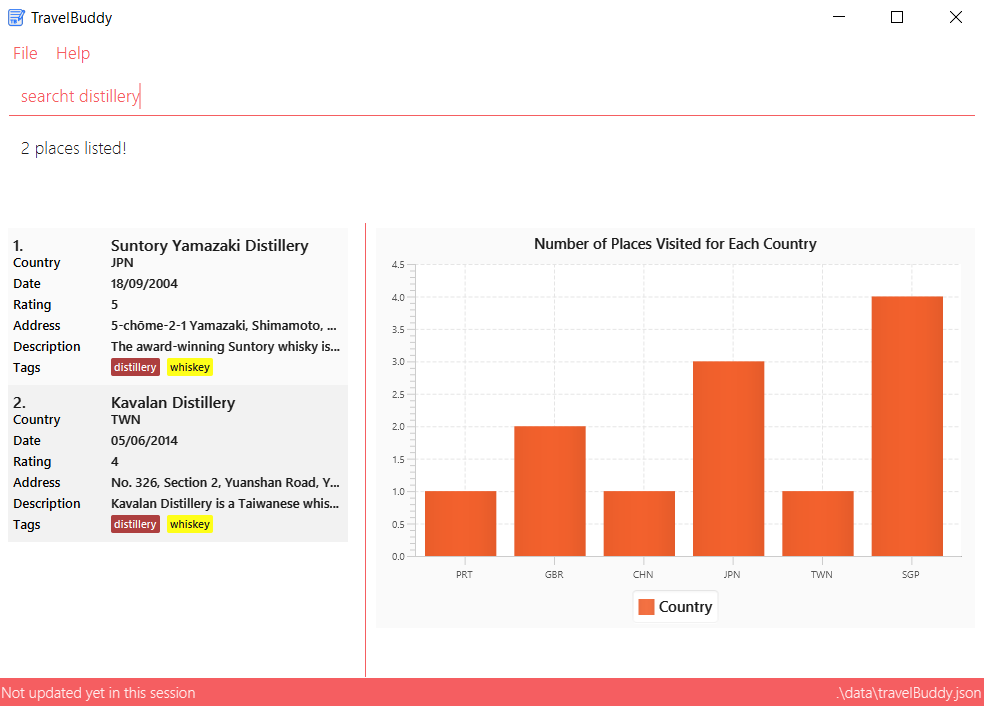 TravelBuddy
File Help
searcht distillery
2 places listed!
1. Suntory Yamazaki Distillery
Country JPN
Date 18/09/2004
Rating 5
Address 5-chōme-2-1 Yamazaki, Shimamoto, ...
Description The award-winning Suntory whisky is...
Tags distillery whiskey
2. Kavalan Distillery
Country TWN
Date 05/06/2014
Rating 4
Address No. 326, Section 2, Yuanshan Road, Y...
Description Kavalan Distillery is a Taiwanese whis...
Tags distillery whiskey
Number of Places Visited for Each Country
4.5
4.0
3.5
3.0
2.5
2.0
1.5
1.0
0.5
0.0
PRT GBR CHN JPN TWN SGP
Country
Not updated yet in this session .\data\travelBuddy.json